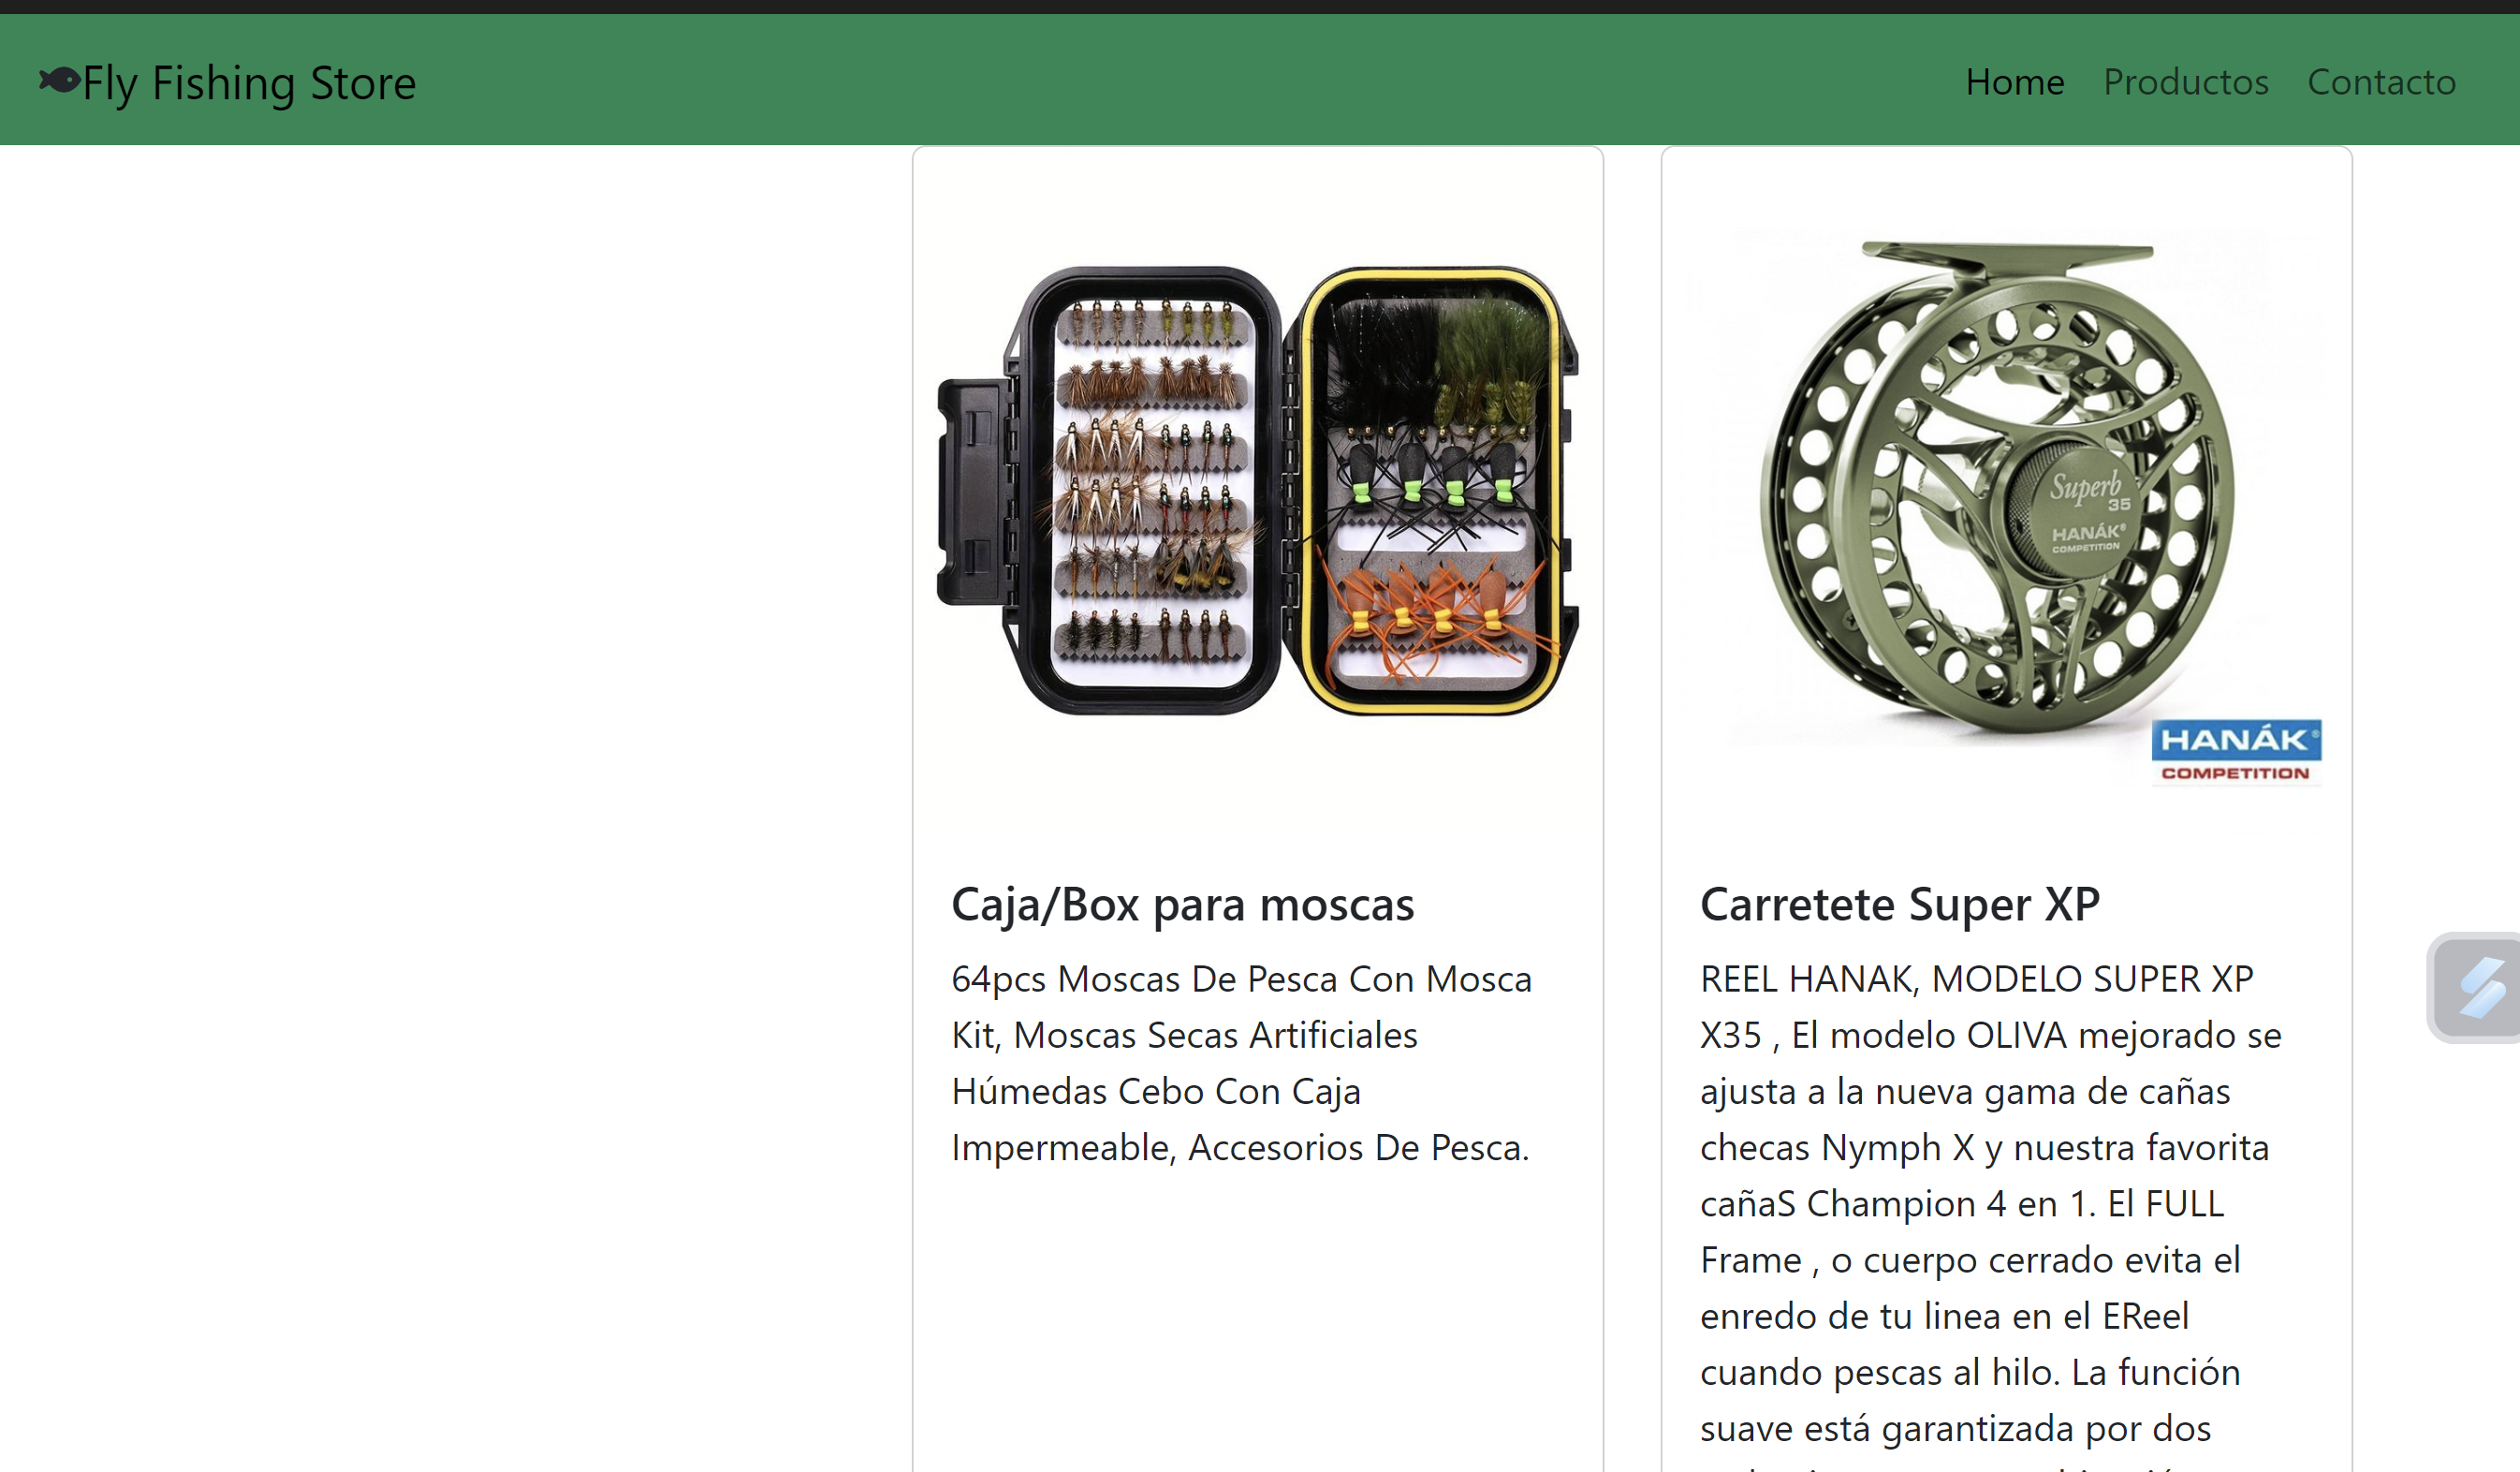 Fly Fishing Store
Home Productos Contacto
Superb
35
HANÁK®
COMPETITION
HANÁK®
COMPETITION
Caja/Box para moscas
64pcs Moscas De Pesca Con Mosca
Kit, Moscas Secas Artificiales
Húmedas Cebo Con Caja
Impermeable, Accesorios De Pesca.
Carretete Super XP
REEL HANAK, MODELO SUPER XP
X35 , El modelo OLIVA mejorado se
ajusta a la nueva gama de cañas
checas Nymph X y nuestra favorita
cañaS Champion 4 en 1. El FULL
Frame , o cuerpo cerrado evita el
enredo de tu linea en el EReel
cuando pescas al hilo. La función
suave está garantizada por dos